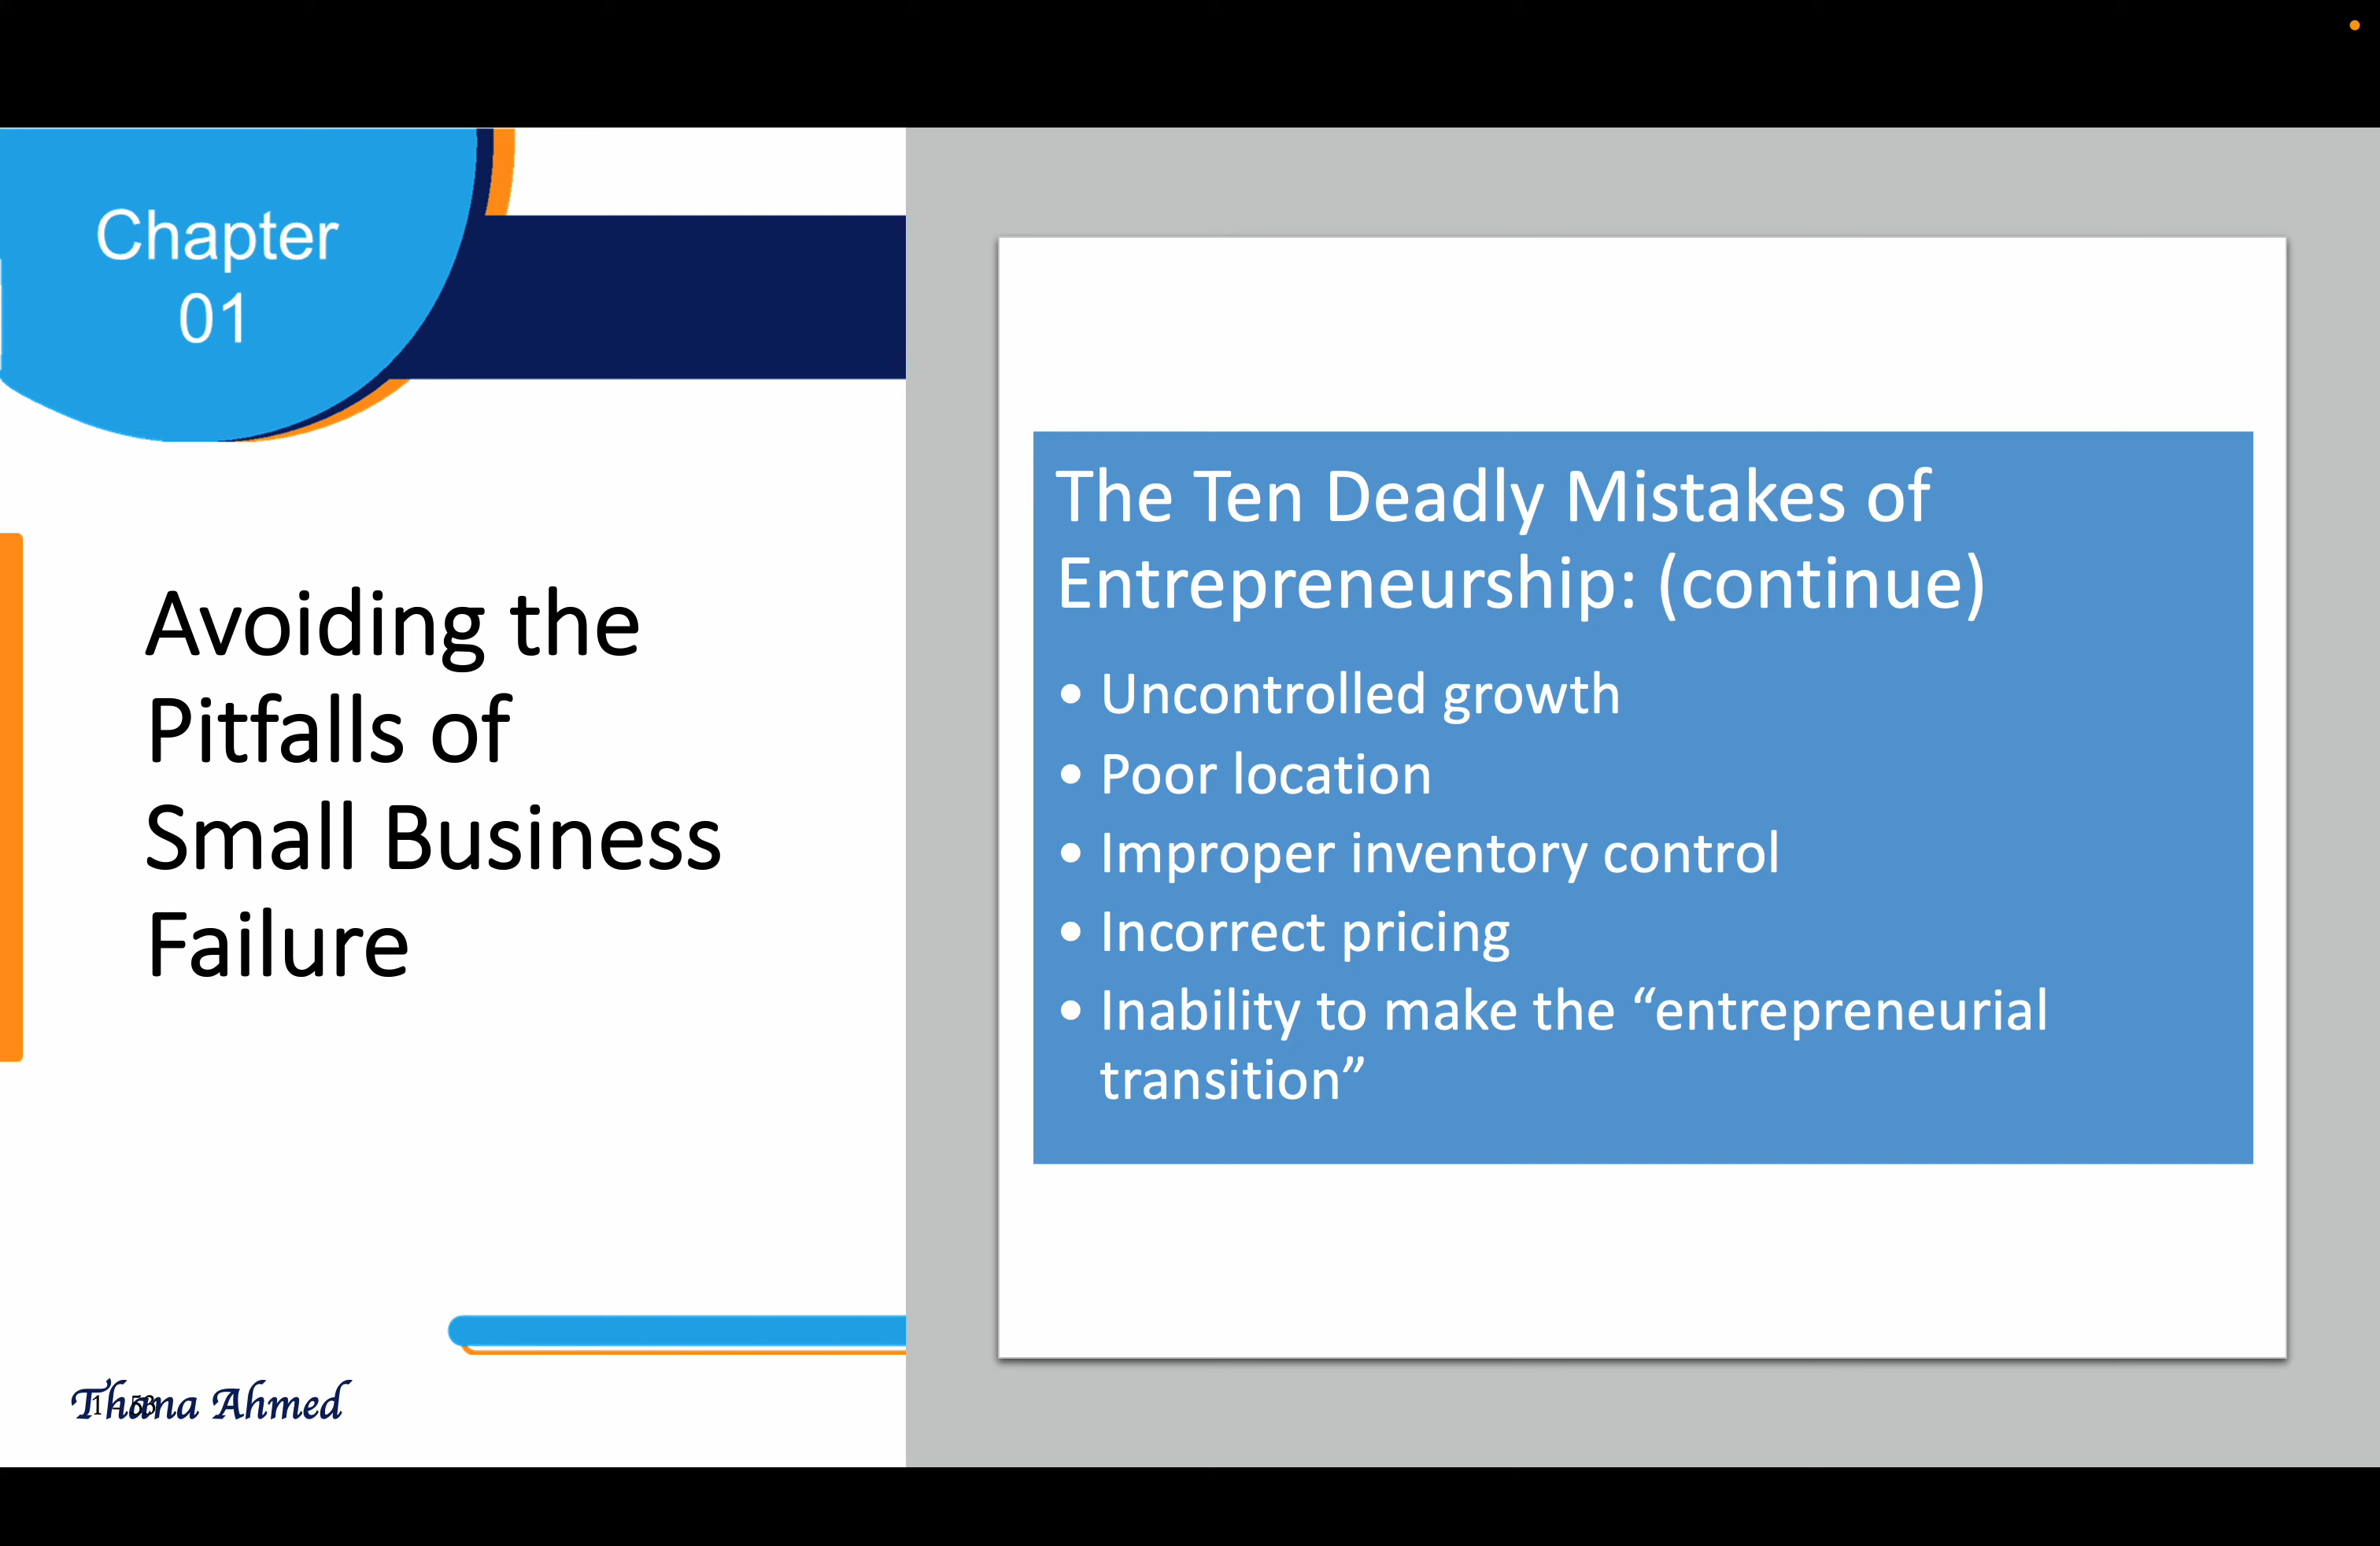 Chapter
01
Avoiding the
Pitfalls of
Small Business
Failure
The Ten Deadly Mistakes of
Entrepreneurship: (continue)
• Uncontrolled growth
• Poor location
• Improper inventory control
• Incorrect pricing
• Inability to make the “entrepreneurial
transition”
Ahmed